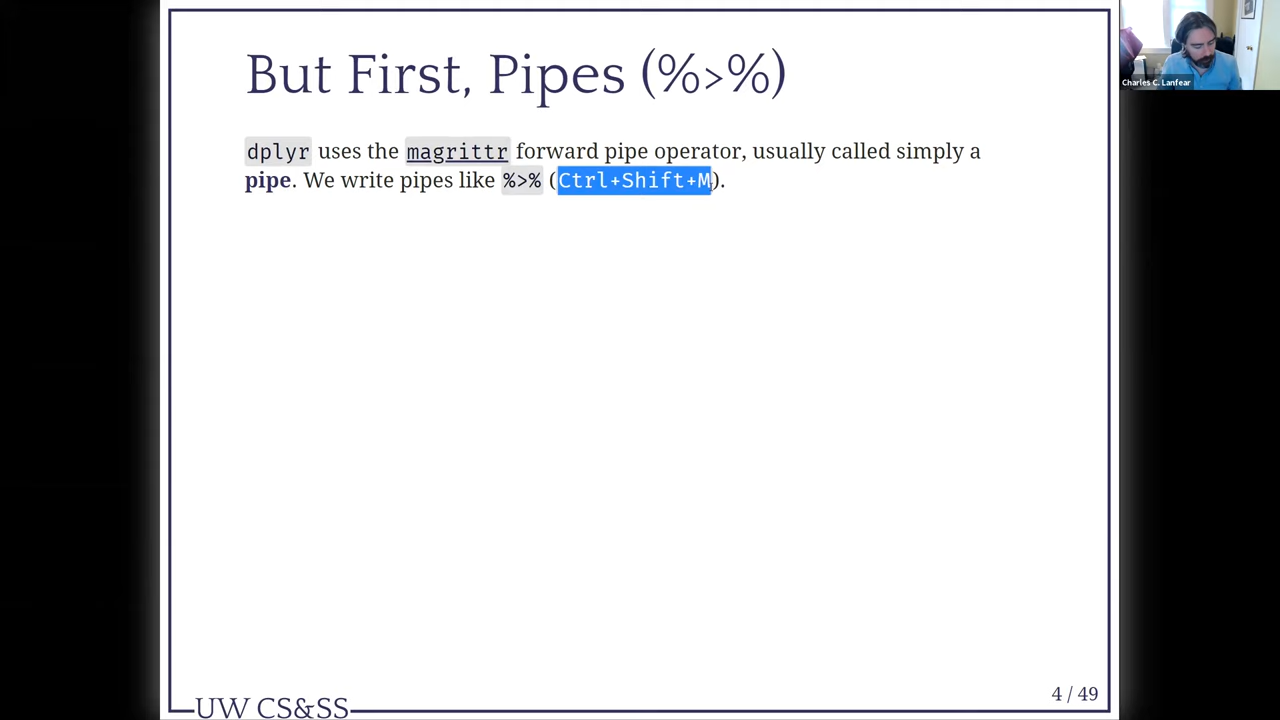 But First, Pipes (%>%)
Charles C. Lanfear
dplyr uses the magrittr forward pipe operator, usually called simply a
pipe. We write pipes like %>% (Ctrl+Shift+M).
4 / 49
UW CS&SS